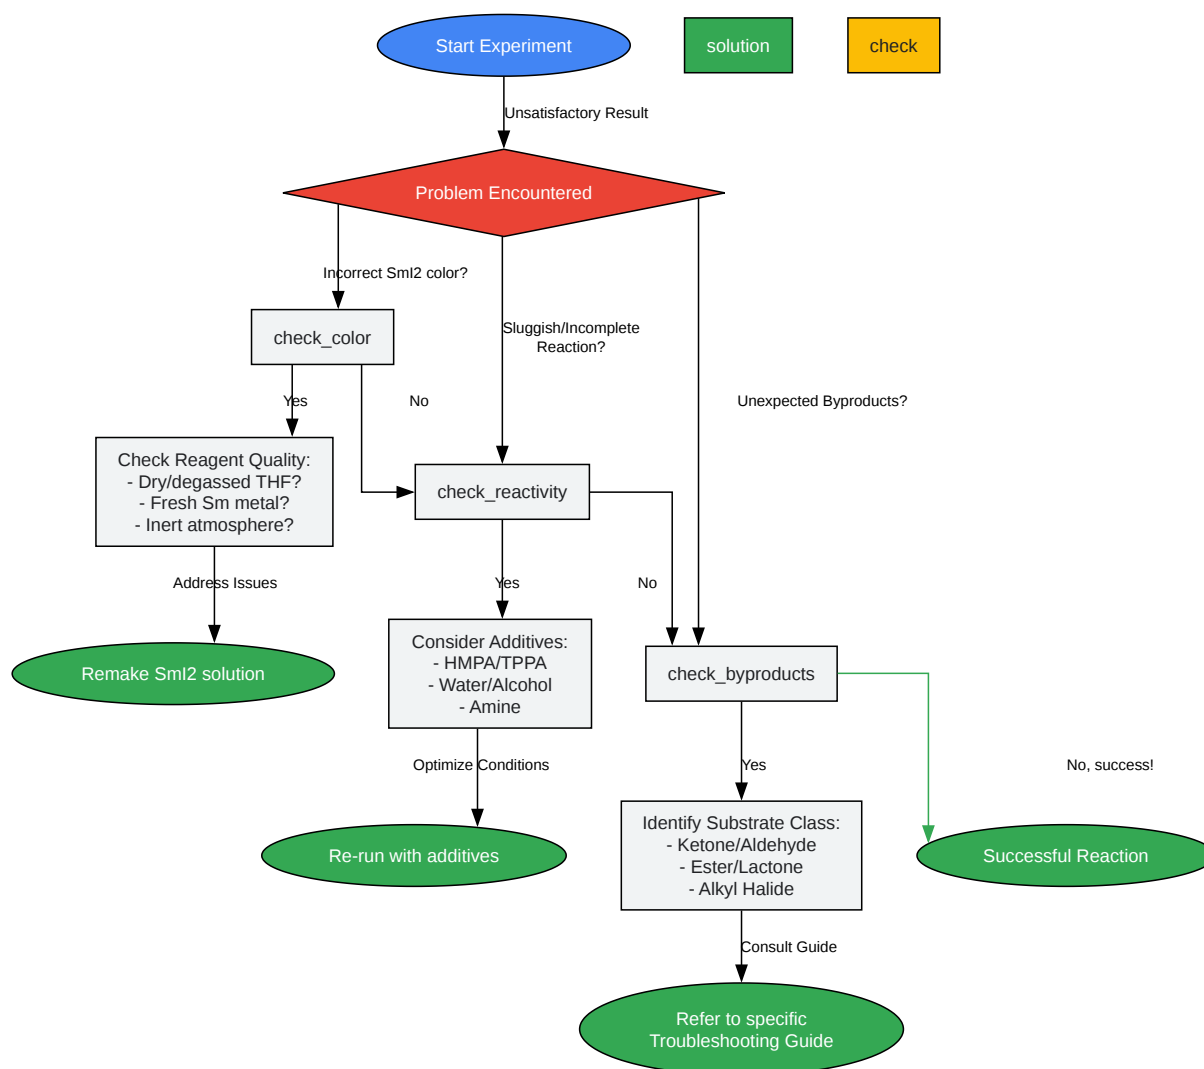 Start Experiment
solution
check
Unsatisfactory Result
Problem Encountered
Incorrect SmI2 color?
Sluggish/Incomplete
Reaction?
check_color
Unexpected Byproducts?
Yes
No
Check Reagent Quality:
- Dry/degassed THF?
- Fresh Sm metal?
- Inert atmosphere?
check_reactivity
Address Issues
Yes
No
Remake SmI2 solution
Consider Additives:
- HMPA/TPPA
- Water/Alcohol
- Amine
check_byproducts
Optimize Conditions
Yes
No, success!
Re-run with additives
Identify Substrate Class:
- Ketone/Aldehyde
- Ester/Lactone
- Alkyl Halide
Successful Reaction
Consult Guide
Refer to specific
Troubleshooting Guide